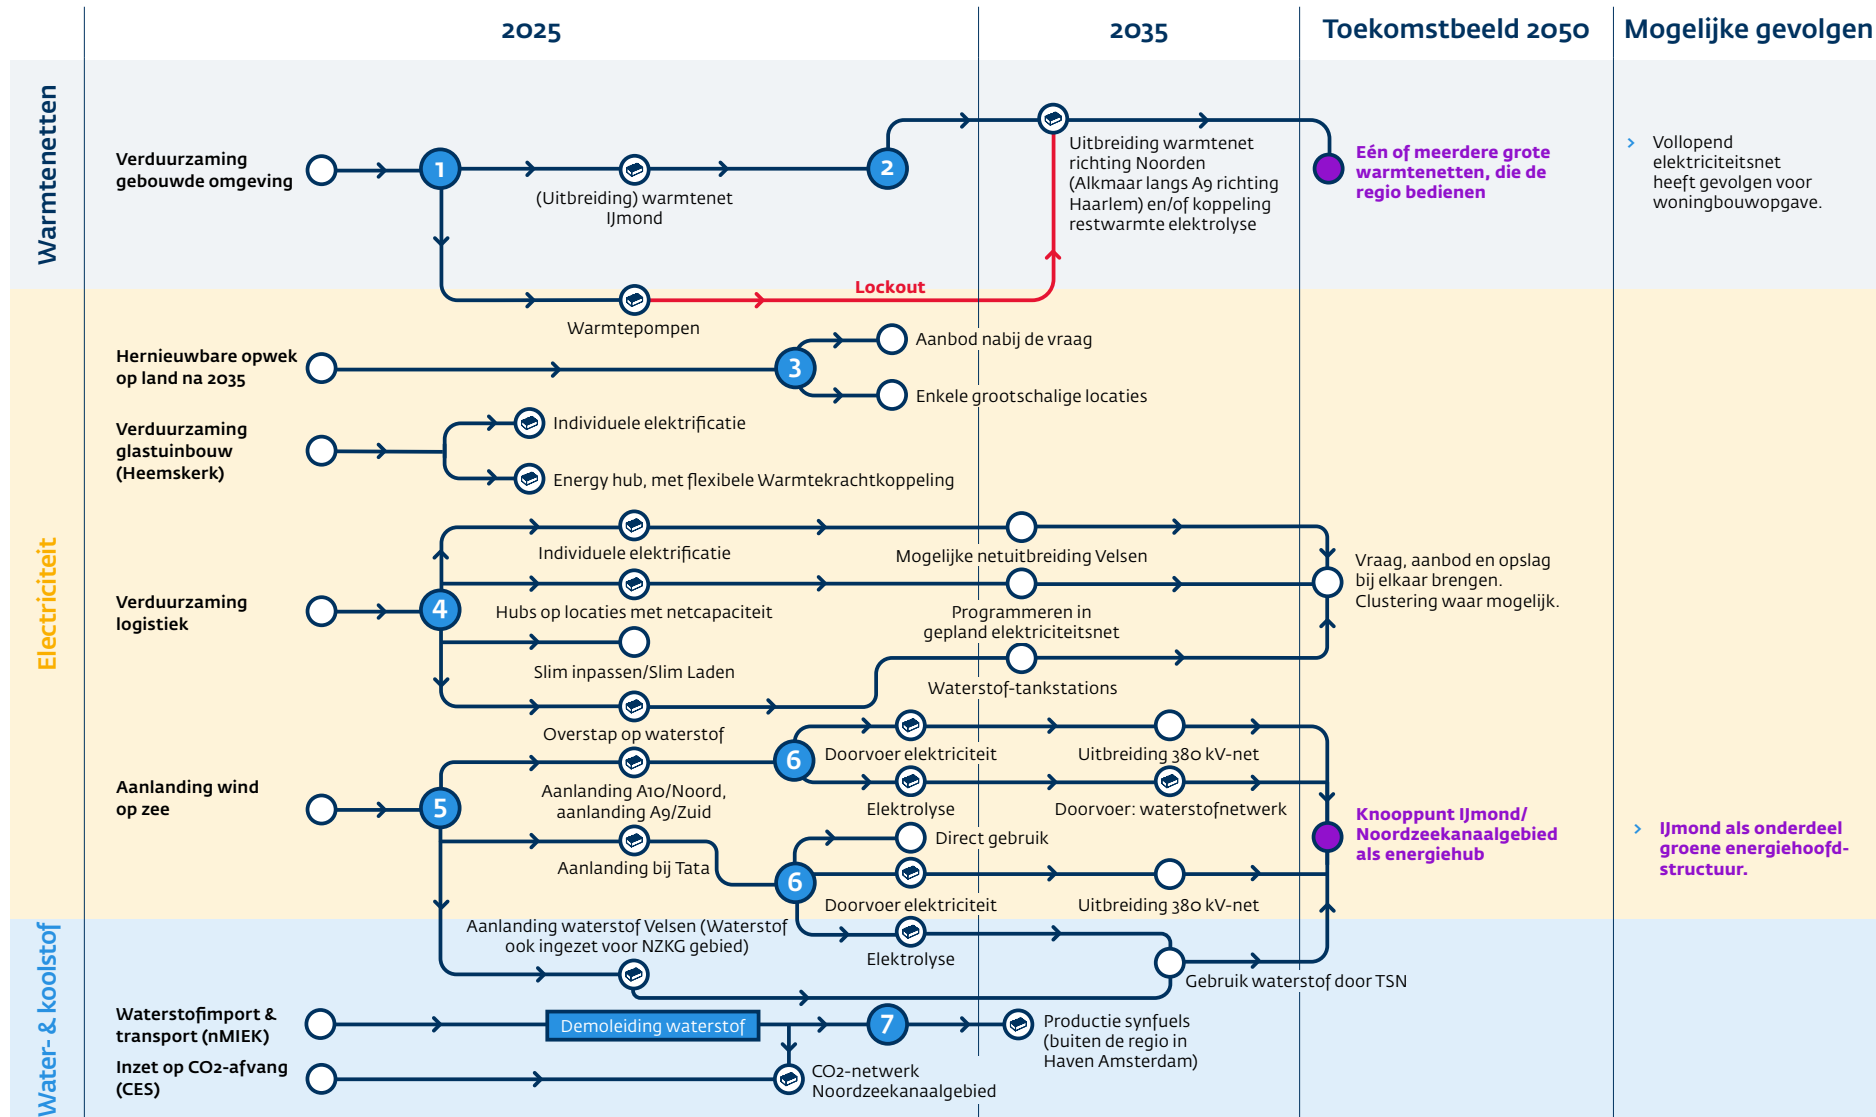 2025
2035
Toekomstbeeld 2050
Mogelijke gevolgen
Warmtenetten
Verduurzaming
gebouwde omgeving
1
(Uitbreiding) warmtenet
IJmond
2
Uitbreiding warmtenet
richting Noorden
(Alkmaar langs A9 richting
Haarlem) en/of koppeling
restwarmte elektrolyse
Eén of meerdere grote
warmtenetten, die de
regio bedienen
> Vollopend
elektriciteitsnet
heeft gevolgen voor
woningbouwopgave.
Lockout
Warmtepompen
Electriciteit
Hernieuwbare opwek
op land na 2035
3
Aanbod nabij de vraag
Enkele grootschalige locaties
Verduurzaming
glastuinbouw
(Heemskerk)
Individuele elektrificatie
Energy hub, met flexibele Warmtekrachtkoppeling
Verduurzaming
logistiek
4
Individuele elektrificatie
Mogelijke netuitbreiding Velsen
Hubs op locaties met netcapaciteit
Programmeren in
gepland elektriciteitsnet
Slim inpassen/Slim Laden
Waterstof-tankstations
Overstap op waterstof
Vraag, aanbod en opslag
bij elkaar brengen.
Clustering waar mogelijk.
Aanlanding wind
op zee
5
Aanlanding A10/Noord,
aanlanding A9/Zuid
6
Doorvoer elektriciteit
Uitbreiding 380 kV-net
Elektrolyse
Doorvoer: waterstofnetwerk
Aanlanding bij Tata
6
Direct gebruik
Doorvoer elektriciteit
Uitbreiding 380 kV-net
Knooppunt IJmond/
Noordzeekanaalgebied
als energiehub
> IJmond als onderdeel
groene energiehoofd-
structuur.
Water- & koolstof
Aanlanding waterstof Velsen (Waterstof
ook ingezet voor NZKG gebied)
Elektrolyse
Gebruik waterstof door TSN
Waterstofimport &
transport (nMIEK)
Demoleiding waterstof
7
Productie synfuels
(buiten de regio in
Haven Amsterdam)
Inzet op CO2-afvang
(CES)
CO2-netwerk
Noordzeekanaalgebied